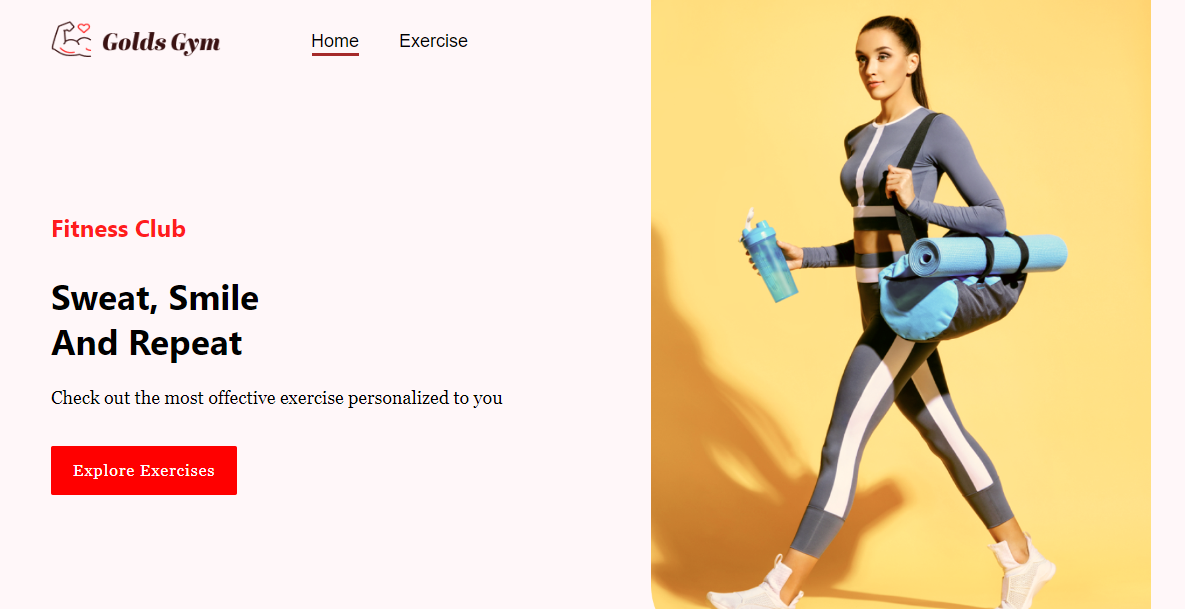 Golds Gym
Home
Exercise
Fitness Club
Sweat, Smile
And Repeat
Check out the most offective exercise personalized to you
Explore Exercises